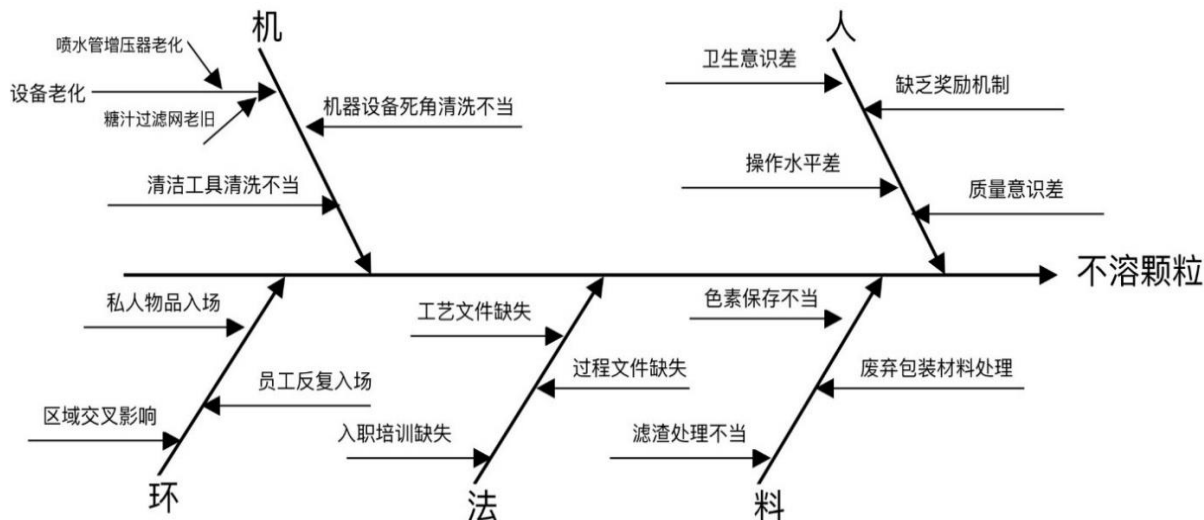 机
人
喷水管增压器老化
设备老化
糖汁过滤网老旧
机器设备死角清洗不当
清洁工具清洗不当
卫生意识差
缺乏奖励机制
操作水平差
质量意识差
不溶颗粒
私人物品入场
员工反复入场
区域交叉影响
环
工艺文件缺失
过程文件缺失
入职培训缺失
法
色素保存不当
废弃包装材料处理
滤渣处理不当
料